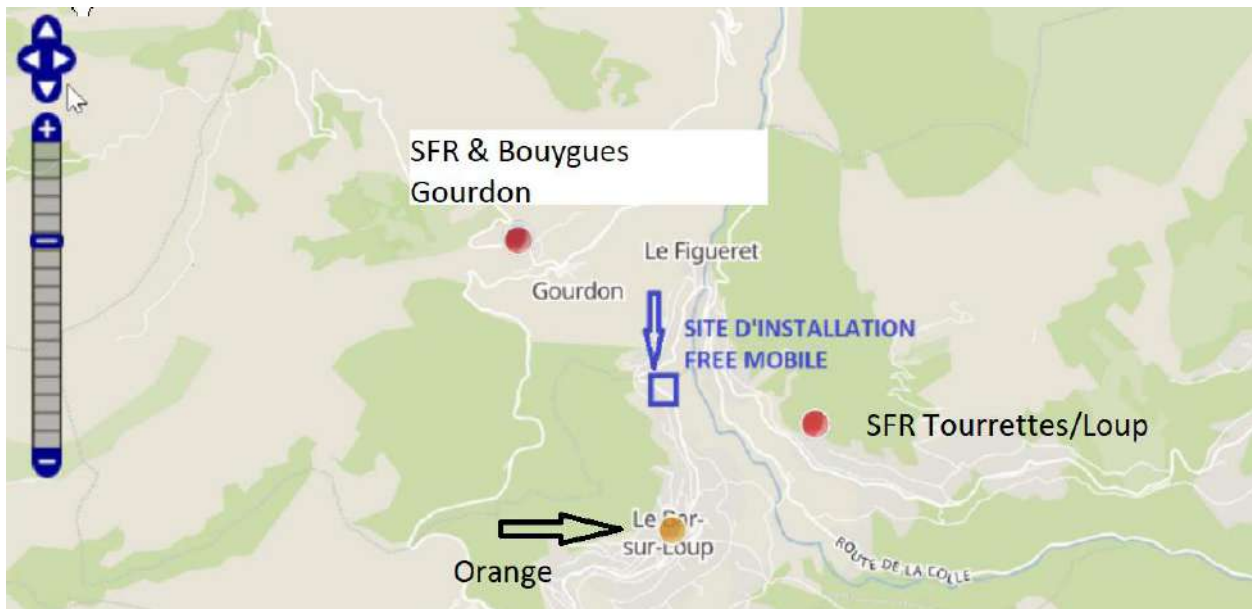 SFR & Bouygues
Gourdon
Le Figueret
Gourdon
SITE D'INSTALLATION
FREE MOBILE
SFR Tourrettes/Loup
Le Bar-
sur-Loup
Orange
ROUTE DE LA COLLE